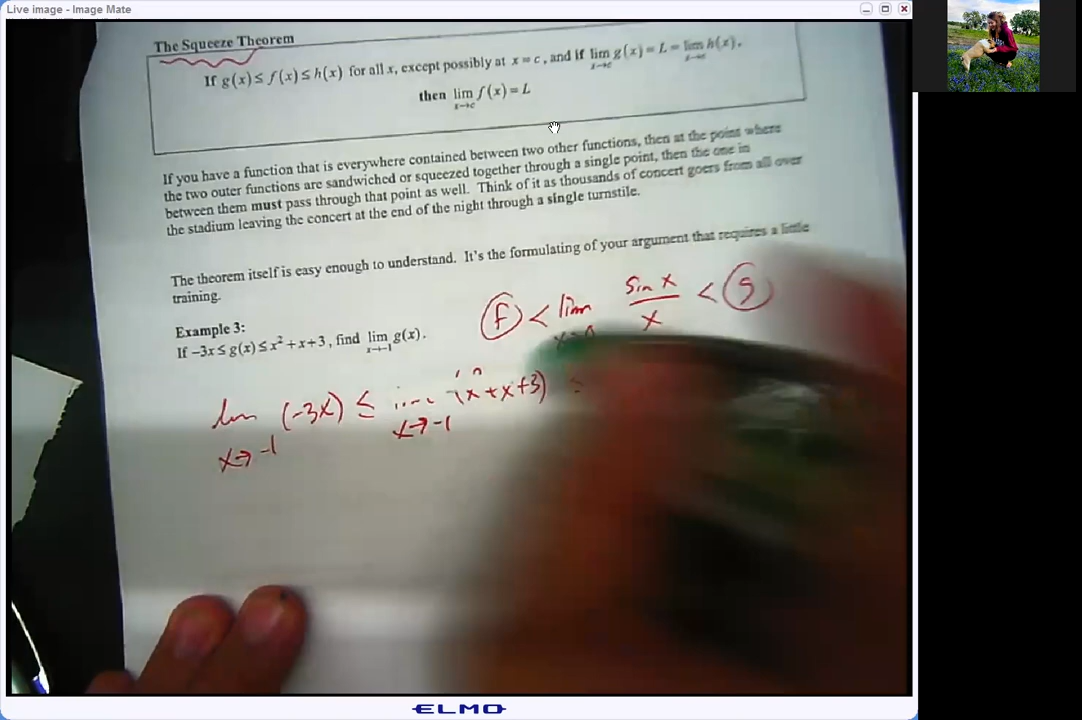 Live image - Image Mate
The Squeeze Theorem
If g(x) ≤ f(x) ≤ h(x) for all x, except possibly at x = c, and if lim g(x) = L = lim h(x),
x→c x→c
then lim f(x) = L
x→c
If you have a function that is everywhere contained between two other functions, then at the point where
the two outer functions are sandwiched or squeezed together through a single point, then the one in
between them must pass through that point as well. Think of it as thousands of concert goers from all over
the stadium leaving the concert at the end of the night through a single turnstile.
The theorem itself is easy enough to understand. It's the formulating of your argument that requires a little
training.
Example 3:
If −3x ≤ g(x) ≤ x² + x + 3, find lim g(x).
x→−1
(f) < lim sin x / x < (g)
lim (-3x) ≤ (x + x + 3)
x→-1 x→-1
ELMO